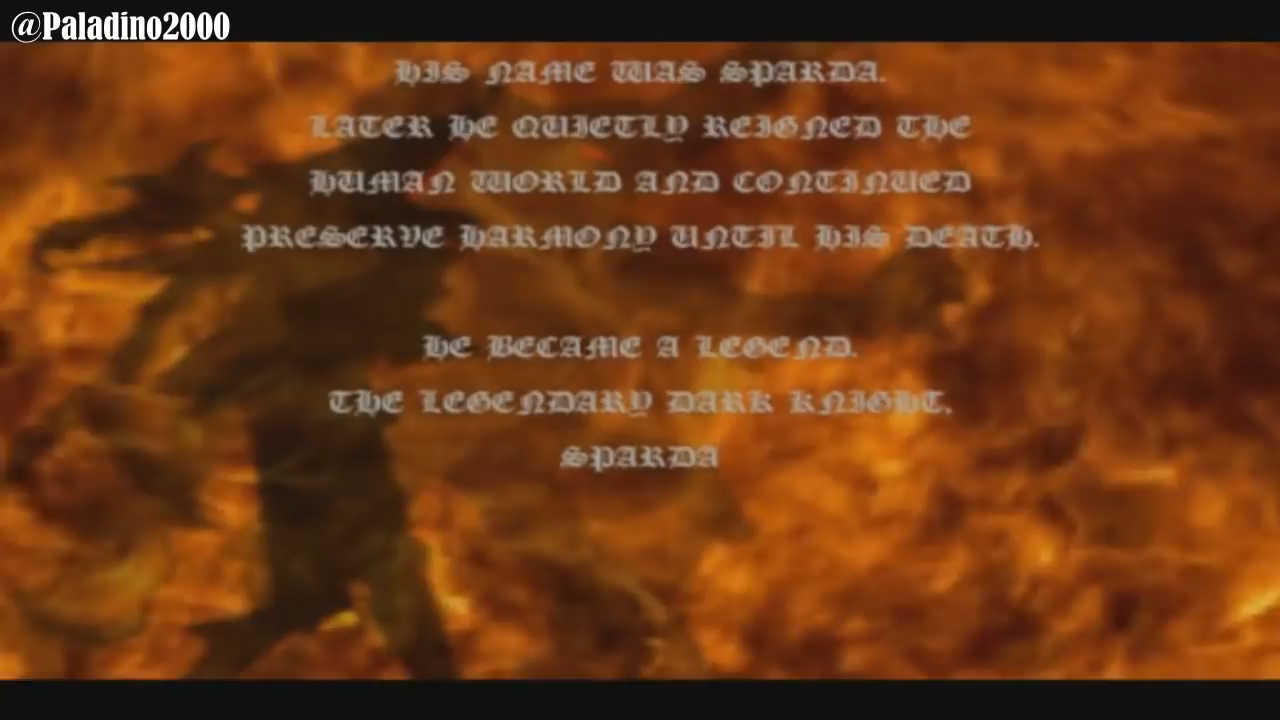 @Paladino2000
HIS NAME WAS SPARDA.
LATER HE QUIETLY REIGNED THE
HUMAN WORLD AND CONTINUED
PRESERVE HARMONY UNTIL HIS DEATH.
HE BECAME A LEGEND.
THE LEGENDARY DARK KNIGHT,
SPARDA